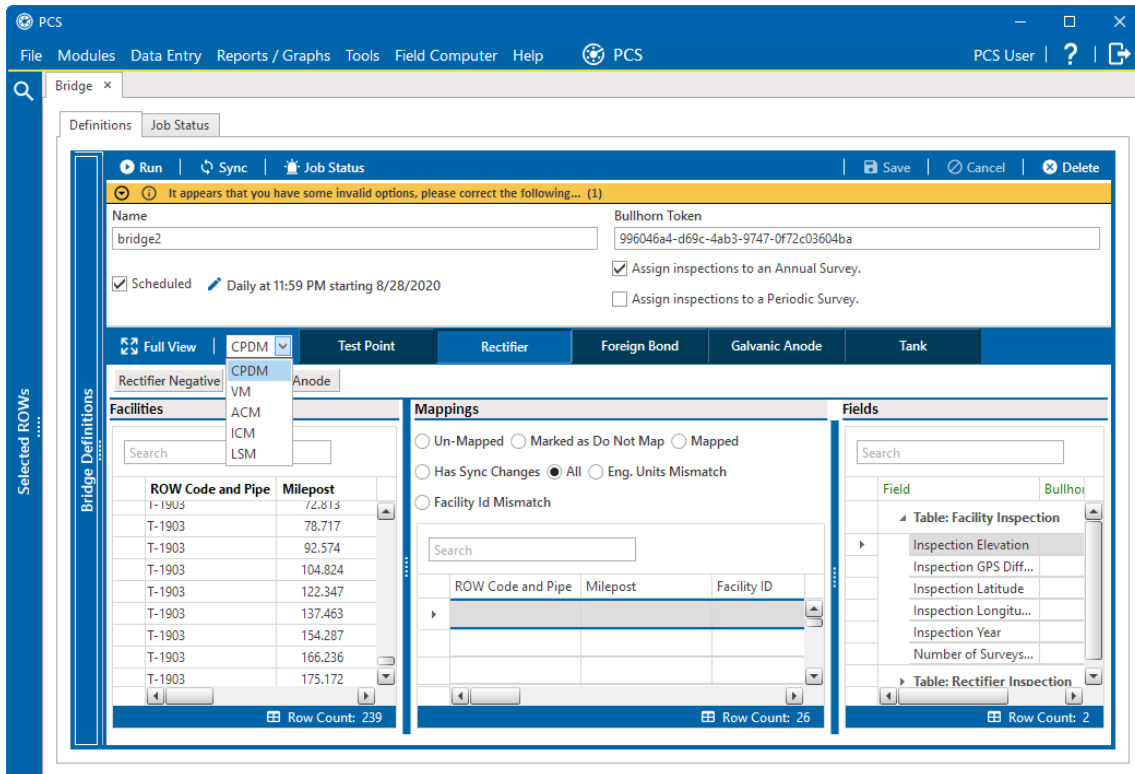 PCS
File Modules Data Entry Reports / Graphs Tools Field Computer Help PCS PCS User ?
Bridge
Definitions Job Status
Run Sync Job Status Save Cancel Delete
It appears that you have some invalid options, please correct the following... (1)
Name Bullhorn Token
bridge2 996046a4-d69c-4ab3-9747-0f72c03604ba
Scheduled Daily at 11:59 PM starting 8/28/2020
Assign inspections to an Annual Survey.
Assign inspections to a Periodic Survey.
Full View CPDM Test Point Rectifier Foreign Bond Galvanic Anode Tank
CPDM
VM
ACM
ICM
LSM
Rectifier Negative Anode
Selected ROWs
Bridge Definitions
Facilities
Search
ROW Code and Pipe Milepost
T-1903 72.813
T-1903 78.717
T-1903 92.574
T-1903 104.824
T-1903 122.347
T-1903 137.463
T-1903 154.287
T-1903 166.236
T-1903 175.172
Row Count: 239
Mappings
Un-Mapped Marked as Do Not Map Mapped
Has Sync Changes All Eng. Units Mismatch
Facility Id Mismatch
Search
ROW Code and Pipe Milepost Facility ID
Row Count: 26
Fields
Search
Field Bullhor
Table: Facility Inspection
Inspection Elevation
Inspection GPS Diff...
Inspection Latitude
Inspection Longitu...
Inspection Year
Number of Surveys...
Table: Rectifier Inspection
Row Count: 2